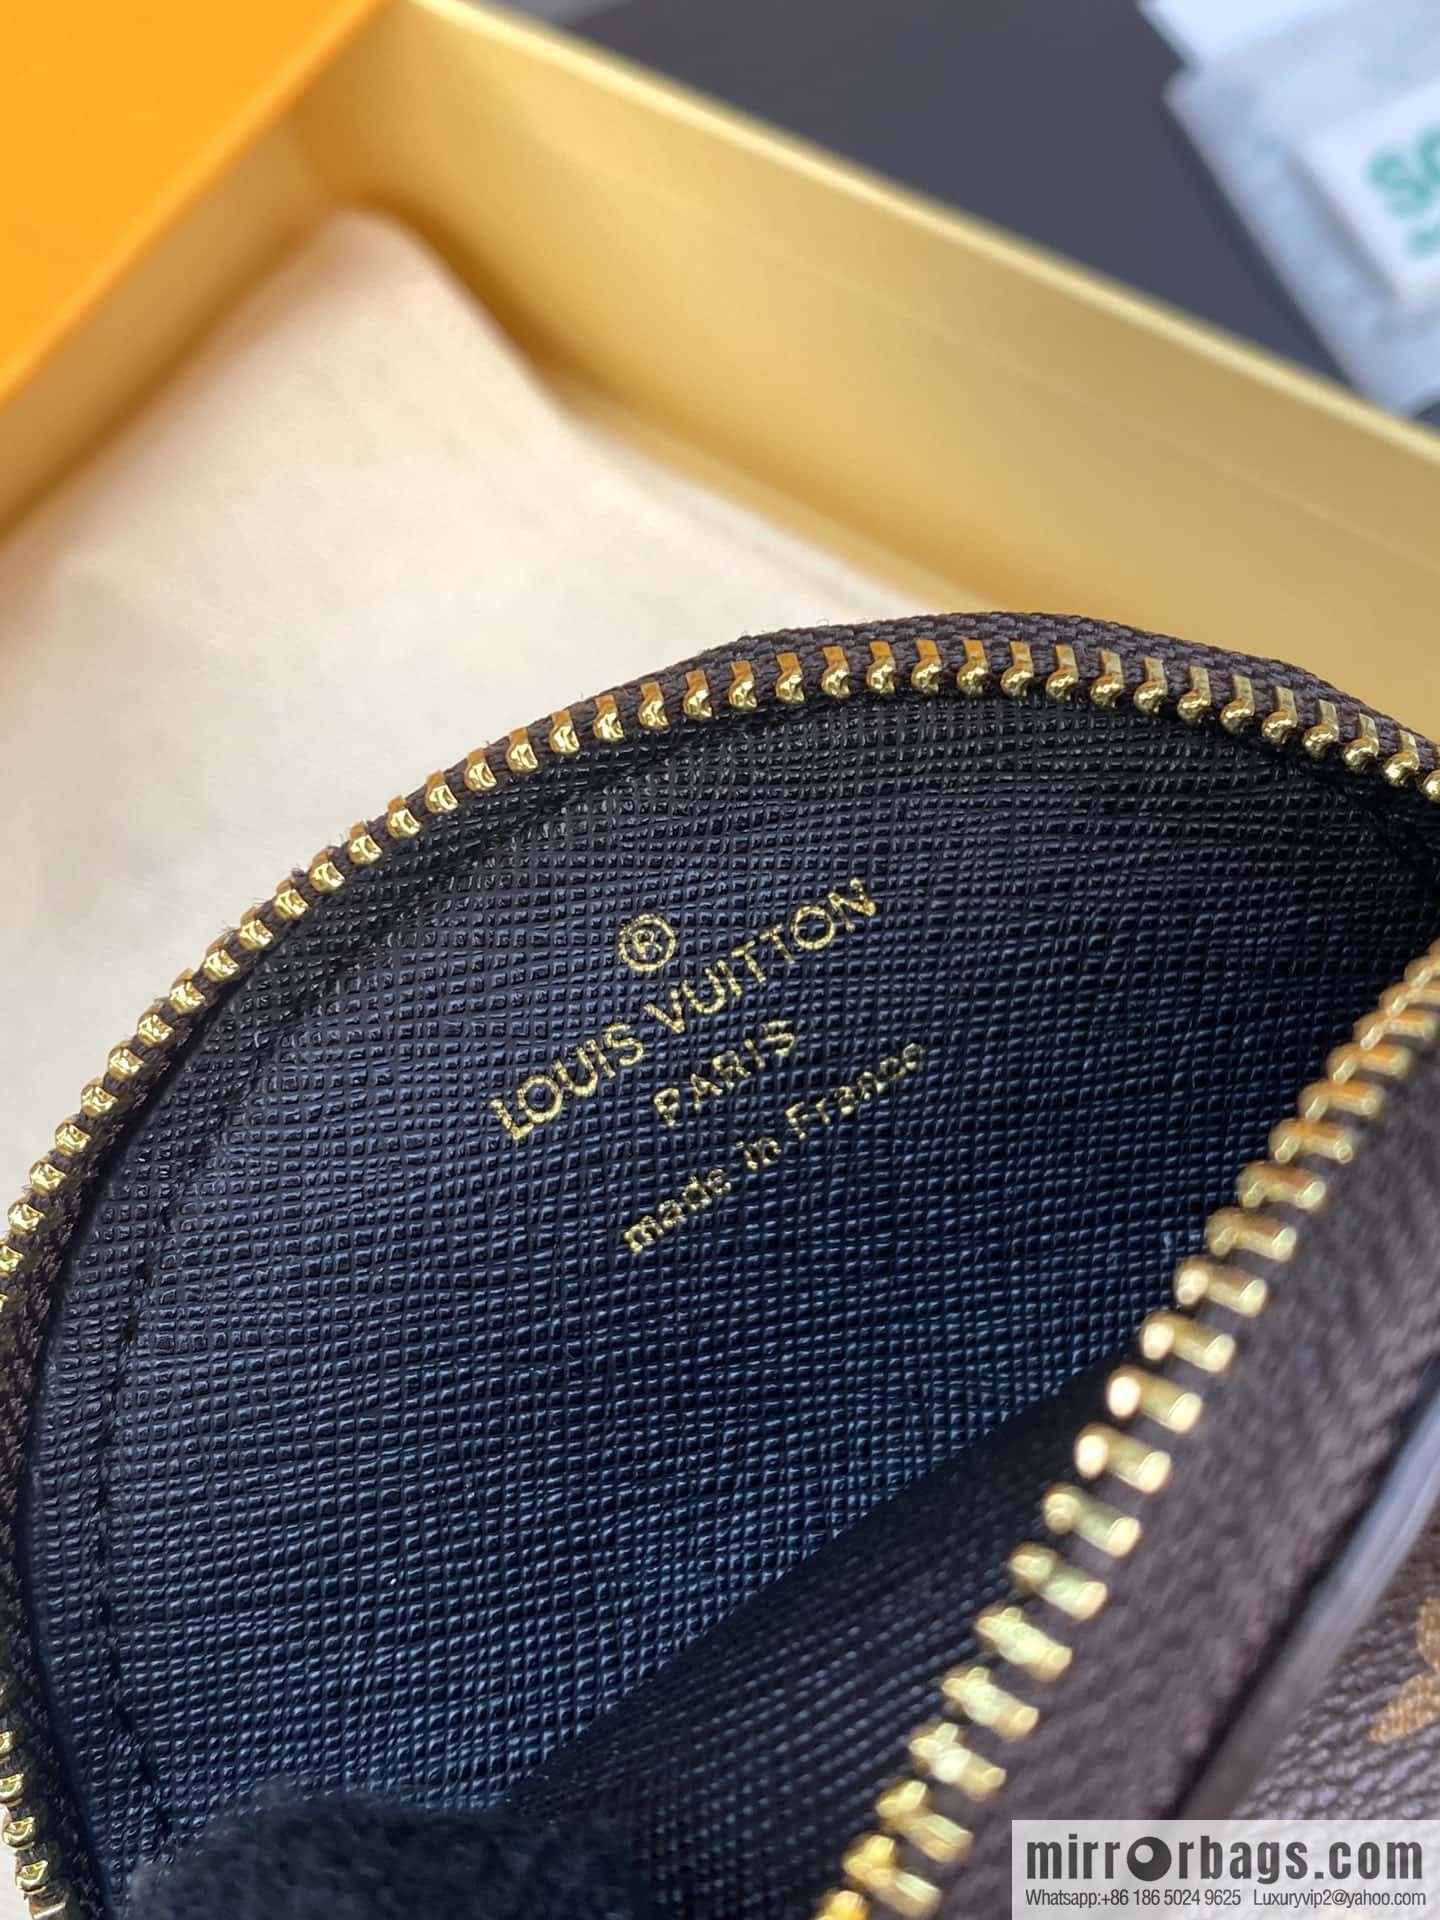 ®
LOUIS VUITTON
PARIS
made in France
mirrorbags.com
Whatsapp:+86 186 5024 9625 Luxuryvip2@yahoo.com